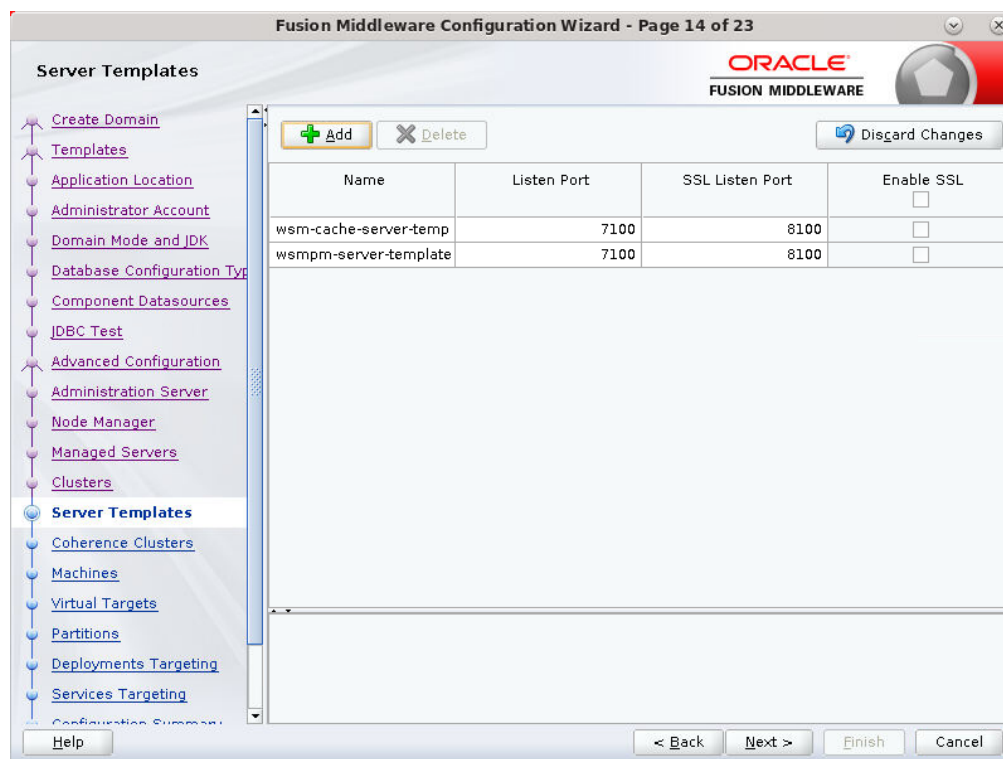 Fusion Middleware Configuration Wizard - Page 14 of 23
Server Templates
ORACLE
FUSION MIDDLEWARE
Create Domain
Templates
Application Location
Administrator Account
Domain Mode and JDK
Database Configuration Typ
Component Datasources
JDBC Test
Advanced Configuration
Administration Server
Node Manager
Managed Servers
Clusters
Server Templates
Coherence Clusters
Machines
Virtual Targets
Partitions
Deployments Targeting
Services Targeting
Configuration Summary
Add Delete Discard Changes
Name Listen Port SSL Listen Port Enable SSL
wsm-cache-server-temp 7100 8100
wsmpm-server-template 7100 8100
Help < Back Next > Finish Cancel